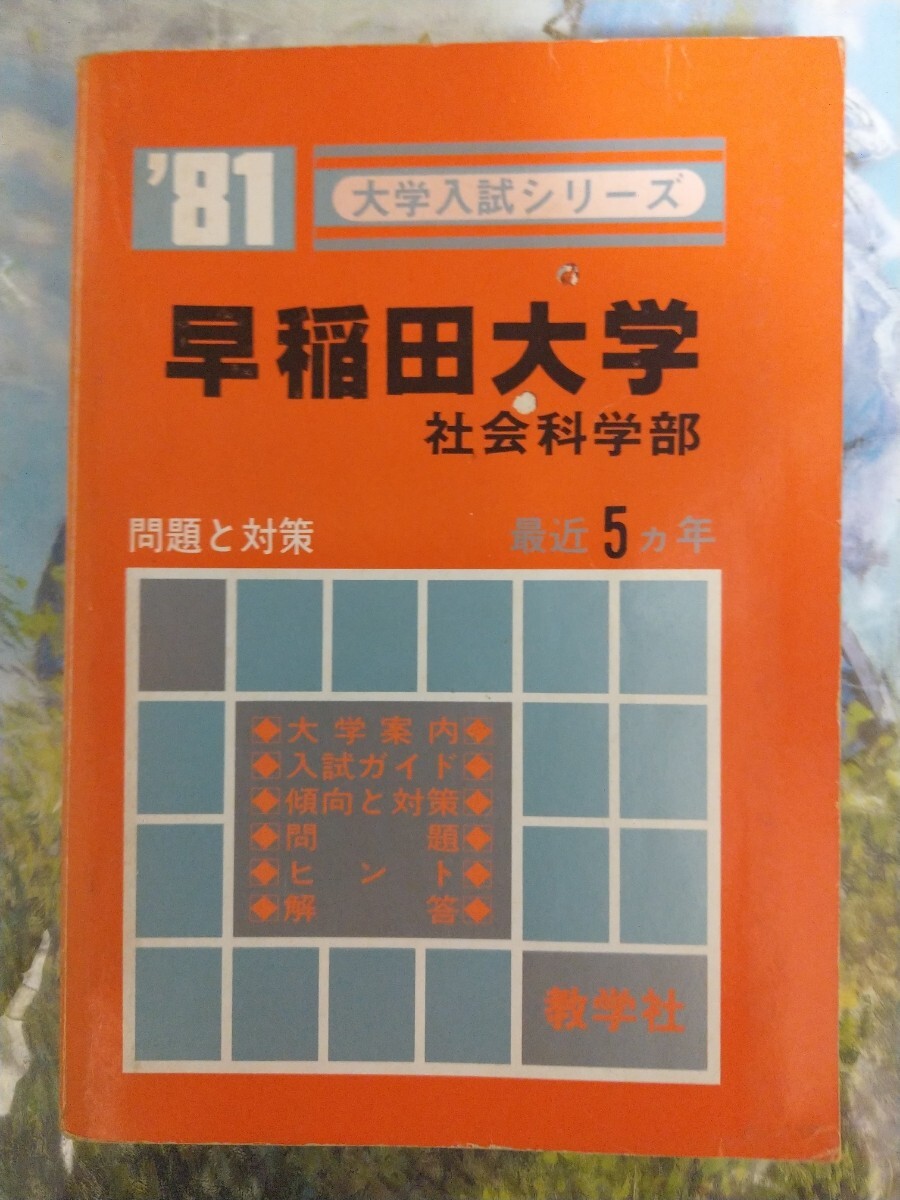 '81
大学入試シリーズ
早稲田大学
社会科学部
問題と対策 最近5ヵ年
◆大学案内◆
◆入試ガイド◆
◆傾向と対策◆
◆問題◆
◆ヒント◆
◆解答◆
教学社